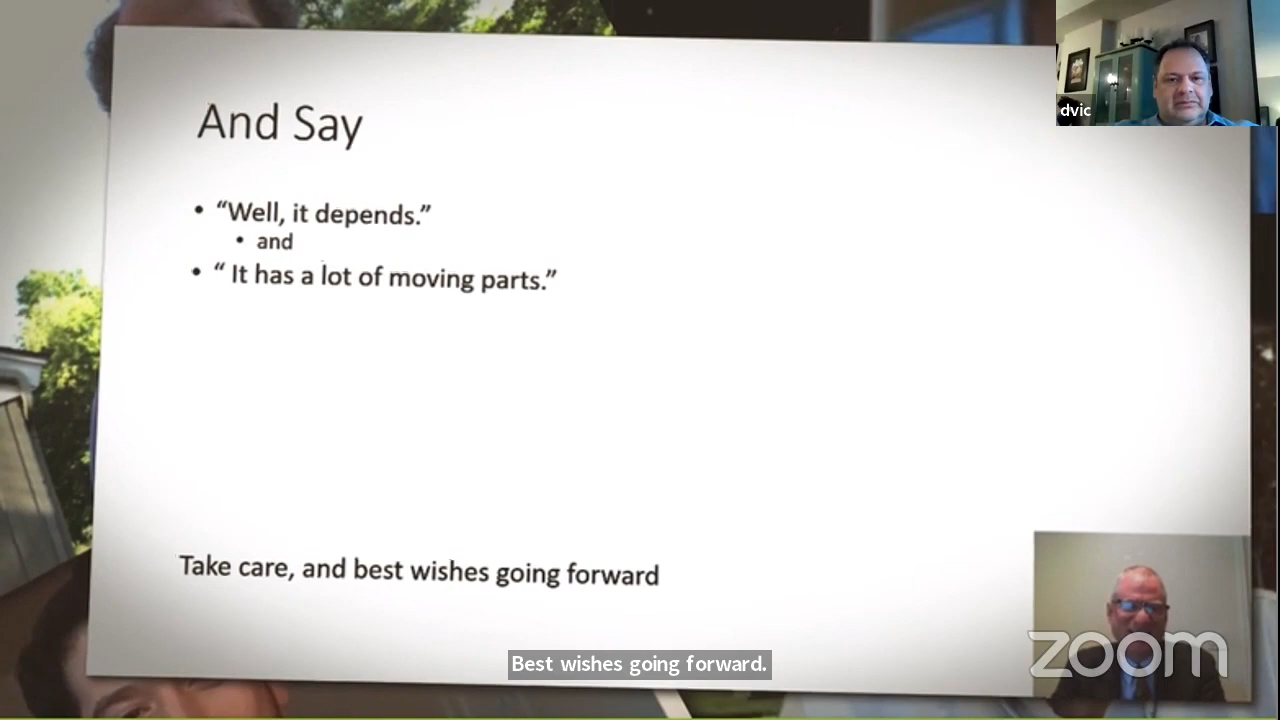 dvic
And Say
• “Well, it depends.”
• and
• “ It has a lot of moving parts.”
Take care, and best wishes going forward
Best wishes going forward.
zoom